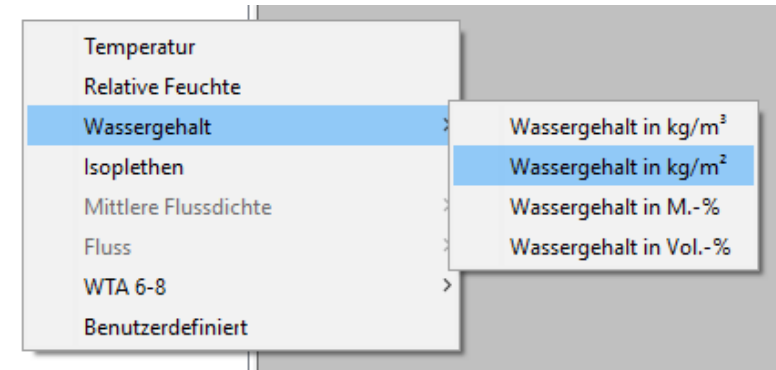 Temperatur
Relative Feuchte
Wassergehalt
Isoplethen
Mittlere Flussdichte
Fluss
WTA 6-8
Benutzerdefiniert
Wassergehalt in kg/m³
Wassergehalt in kg/m²
Wassergehalt in M.-%
Wassergehalt in Vol.-%